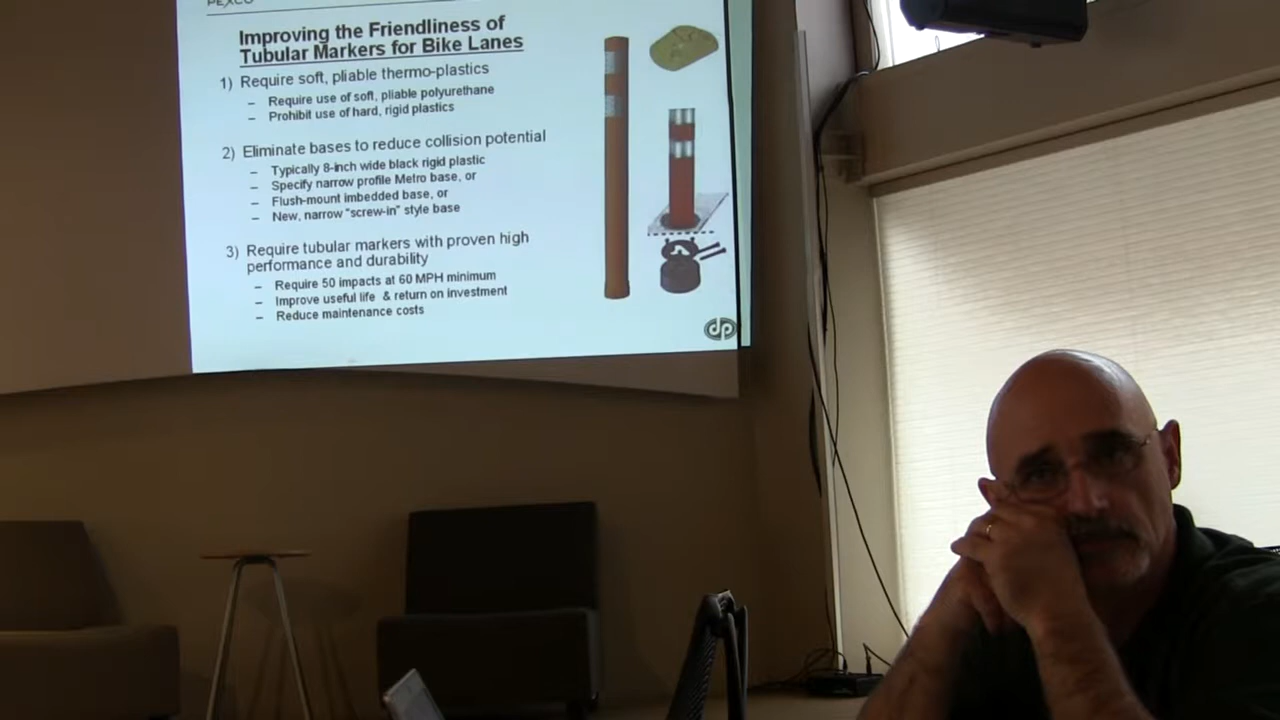 PEXCO
Improving the Friendliness of
Tubular Markers for Bike Lanes
1) Require soft, pliable thermo-plastics
– Require use of soft, pliable polyurethane
– Prohibit use of hard, rigid plastics
2) Eliminate bases to reduce collision potential
– Typically 8-inch wide black rigid plastic
– Specify narrow profile Metro base, or
– Flush-mount imbedded base, or
– New, narrow "screw-in" style base
3) Require tubular markers with proven high
performance and durability
– Require 50 impacts at 60 MPH minimum
– Improve useful life & return on investment
– Reduce maintenance costs
dp